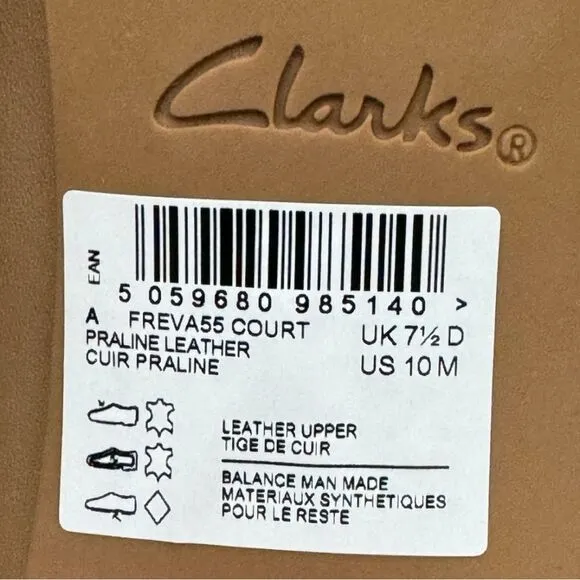 Clarks®
EAN
5 059680 985140 >
A FREVA55 COURT UK 7½ D
PRALINE LEATHER US 10 M
CUIR PRALINE
LEATHER UPPER
TIGE DE CUIR
BALANCE MAN MADE
MATERIAUX SYNTHETIQUES
POUR LE RESTE